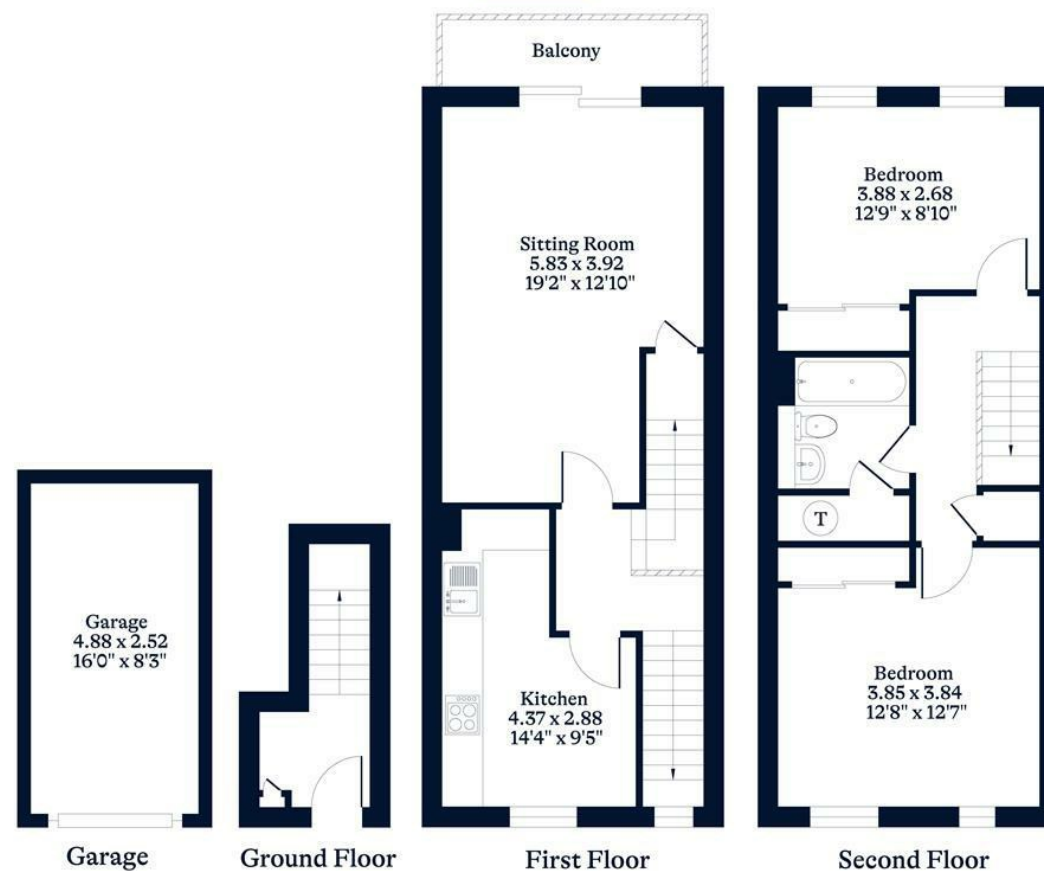 Balcony
Sitting Room
5.83 x 3.92
19'2" x 12'10"
Bedroom
3.88 x 2.68
12'9" x 8'10"
T
Garage
4.88 x 2.52
16'0" x 8'3"
Kitchen
4.37 x 2.88
14'4" x 9'5"
Bedroom
3.85 x 3.84
12'8" x 12'7"
Garage
Ground Floor
First Floor
Second Floor